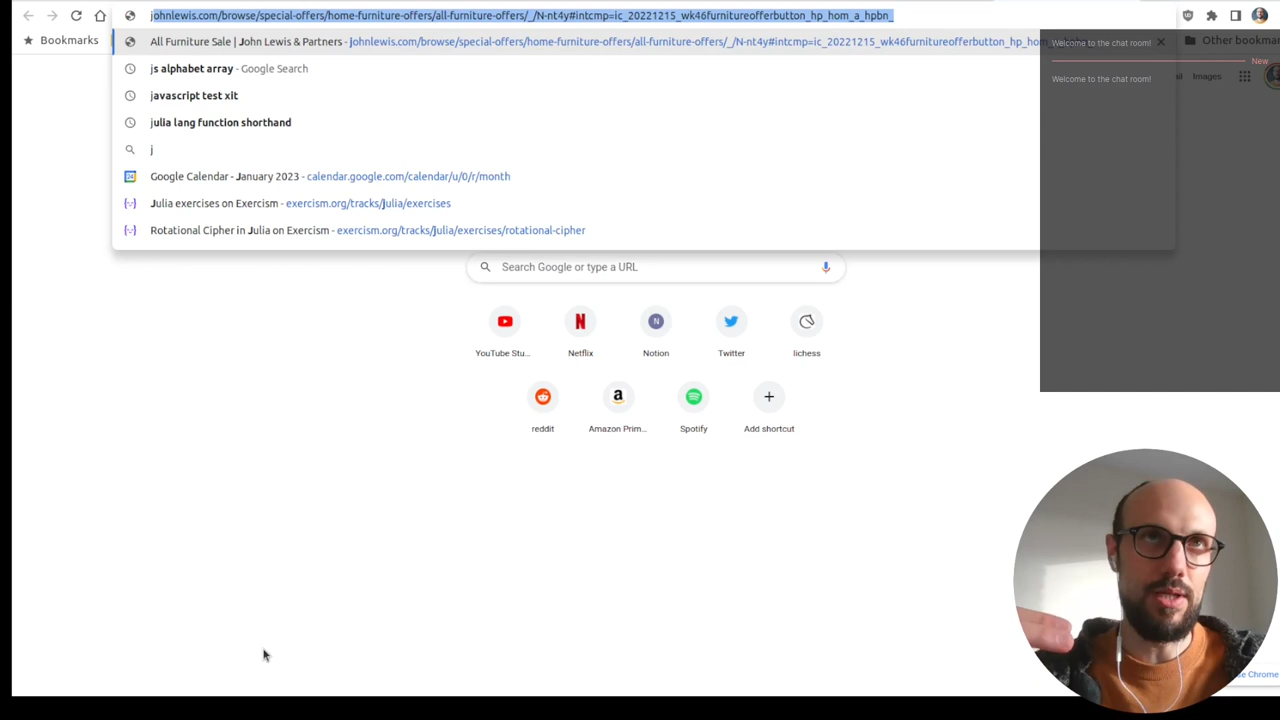 johnlewis.com/browse/special-offers/home-furniture-offers/all-furniture-offers/_/N-nt4y#intcmp=ic_20221215_wk46furnitureofferbutton_hp_hom_a_hpbn_
Bookmarks
Other bookmar
All Furniture Sale | John Lewis & Partners - johnlewis.com/browse/special-offers/home-furniture-offers/all-furniture-offers/_/N-nt4y#intcmp=ic_20221215_wk46furnitureofferbutton_hp_hom
Welcome to the chat room!
New
js alphabet array - Google Search
Images
Welcome to the chat room!
javascript test xit
julia lang function shorthand
j
Google Calendar - January 2023 - calendar.google.com/calendar/u/0/r/month
Julia exercises on Exercism - exercism.org/tracks/julia/exercises
Rotational Cipher in Julia on Exercism - exercism.org/tracks/julia/exercises/rotational-cipher
Search Google or type a URL
YouTube Stu...
Netflix
N
Notion
Twitter
lichess
reddit
Amazon Prim...
Spotify
Add shortcut
Chrome